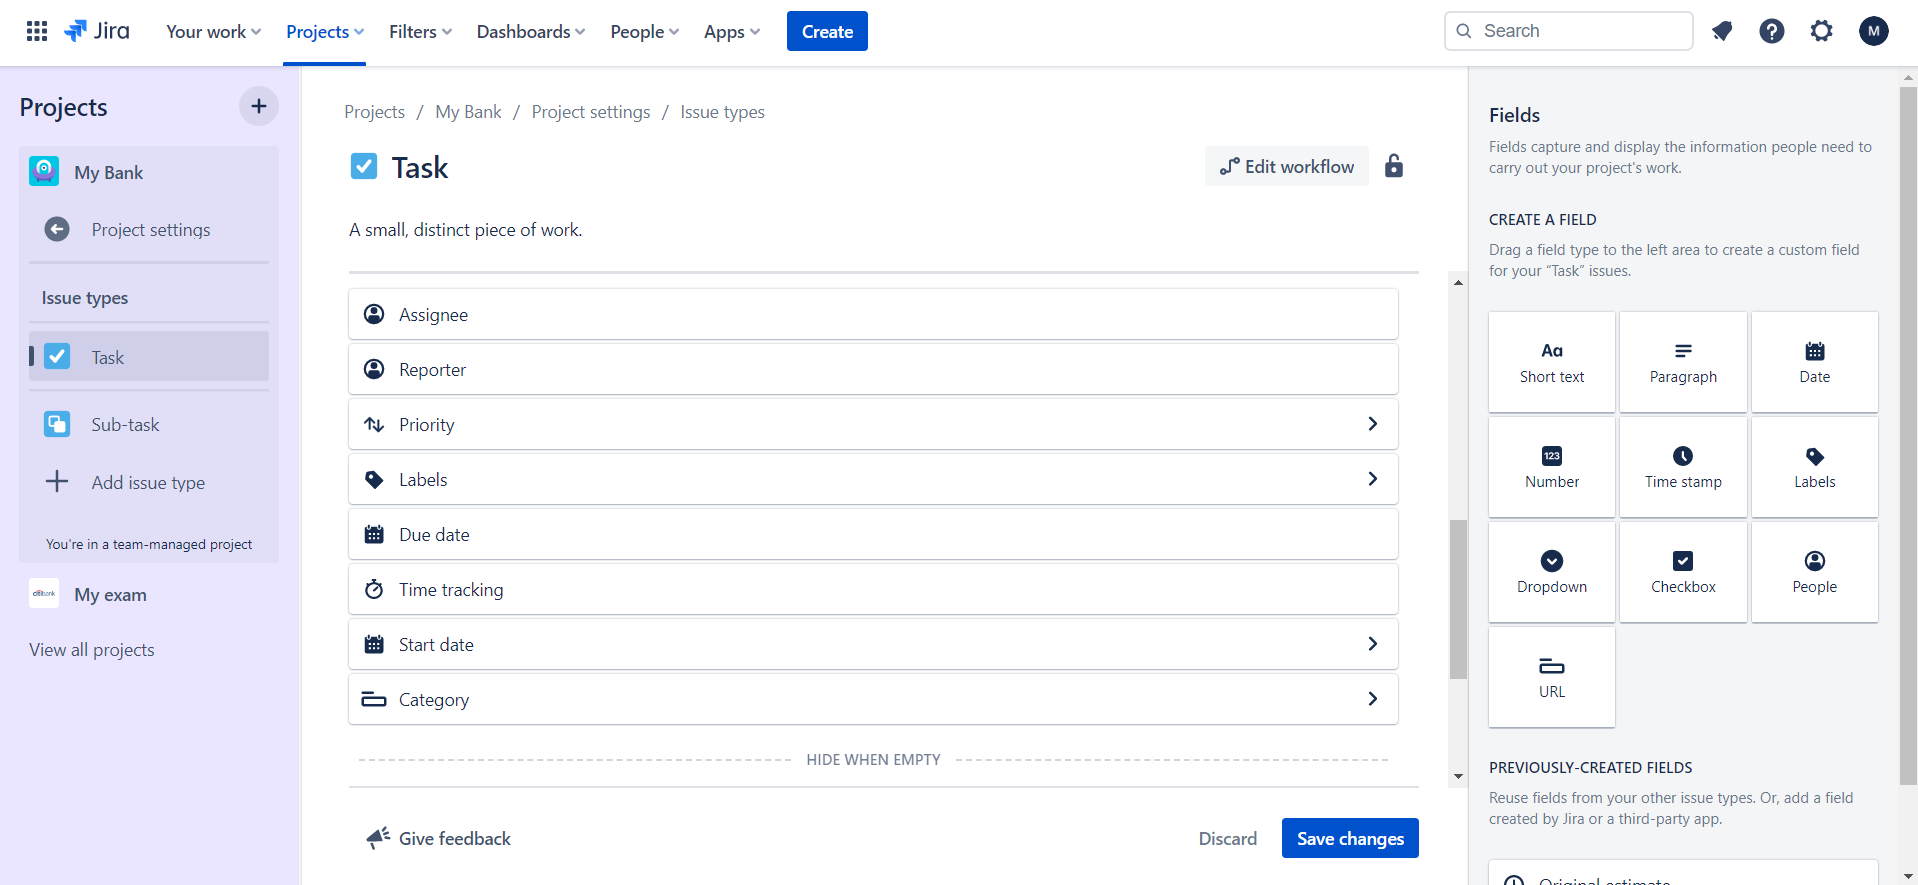 Jira
Your work
Projects
Filters
Dashboards
People
Apps
Create
Search
M
Projects
My Bank
Project settings
Issue types
Task
Sub-task
Add issue type
You're in a team-managed project
citibank
My exam
View all projects
Projects / My Bank / Project settings / Issue types
Task
Edit workflow
A small, distinct piece of work.
Assignee
Reporter
Priority
Labels
Due date
Time tracking
Start date
Category
HIDE WHEN EMPTY
Give feedback
Discard
Save changes
Fields
Fields capture and display the information people need to
carry out your project's work.
CREATE A FIELD
Drag a field type to the left area to create a custom field
for your “Task” issues.
Aa
Short text
Paragraph
Date
123
Number
Time stamp
Labels
Dropdown
Checkbox
People
URL
PREVIOUSLY-CREATED FIELDS
Reuse fields from your other issue types. Or, add a field
created by Jira or a third-party app.
Original estimate